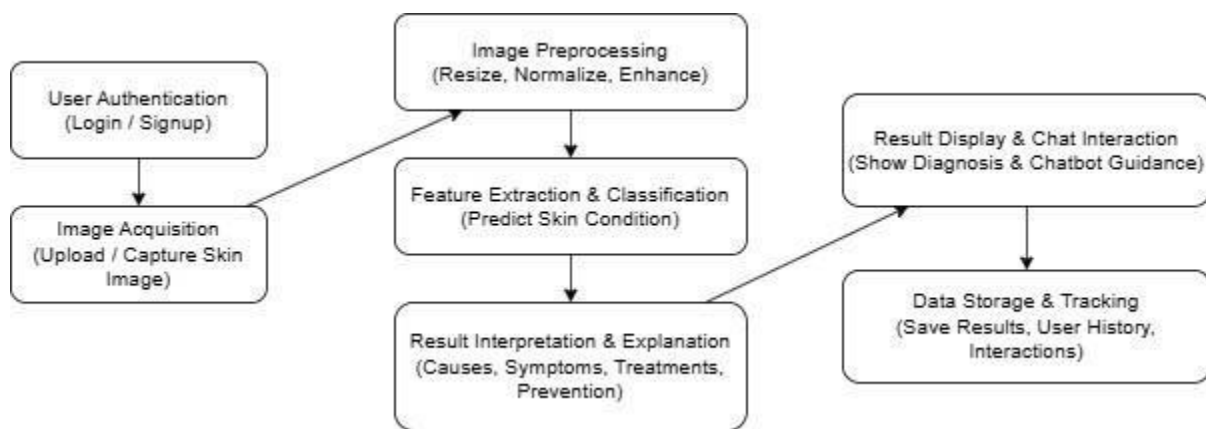 User Authentication
(Login / Signup)
Image Acquisition
(Upload / Capture Skin
Image)
Image Preprocessing
(Resize, Normalize, Enhance)
Feature Extraction & Classification
(Predict Skin Condition)
Result Interpretation & Explanation
(Causes, Symptoms, Treatments,
Prevention)
Result Display & Chat Interaction
(Show Diagnosis & Chatbot Guidance)
Data Storage & Tracking
(Save Results, User History,
Interactions)